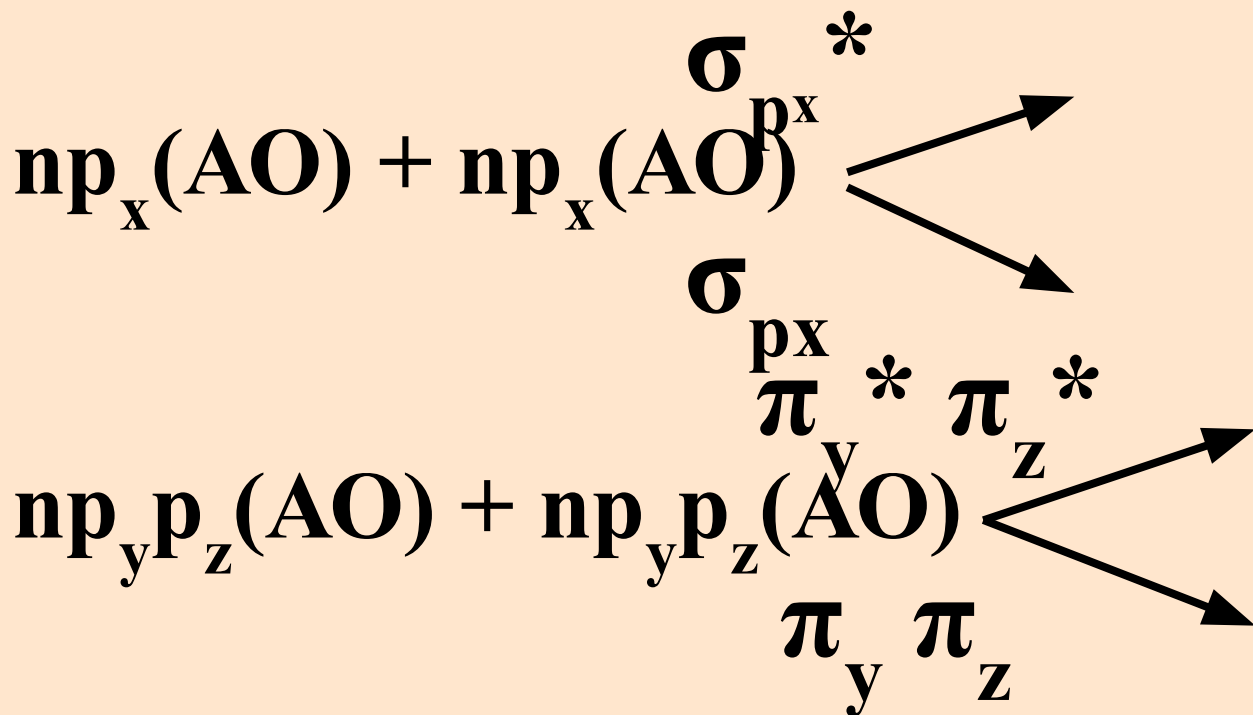 σpx*
npx(AO) + npx(AO)
σpx
πy* πz*
npypz(AO) + npypz(AO)
πy πz